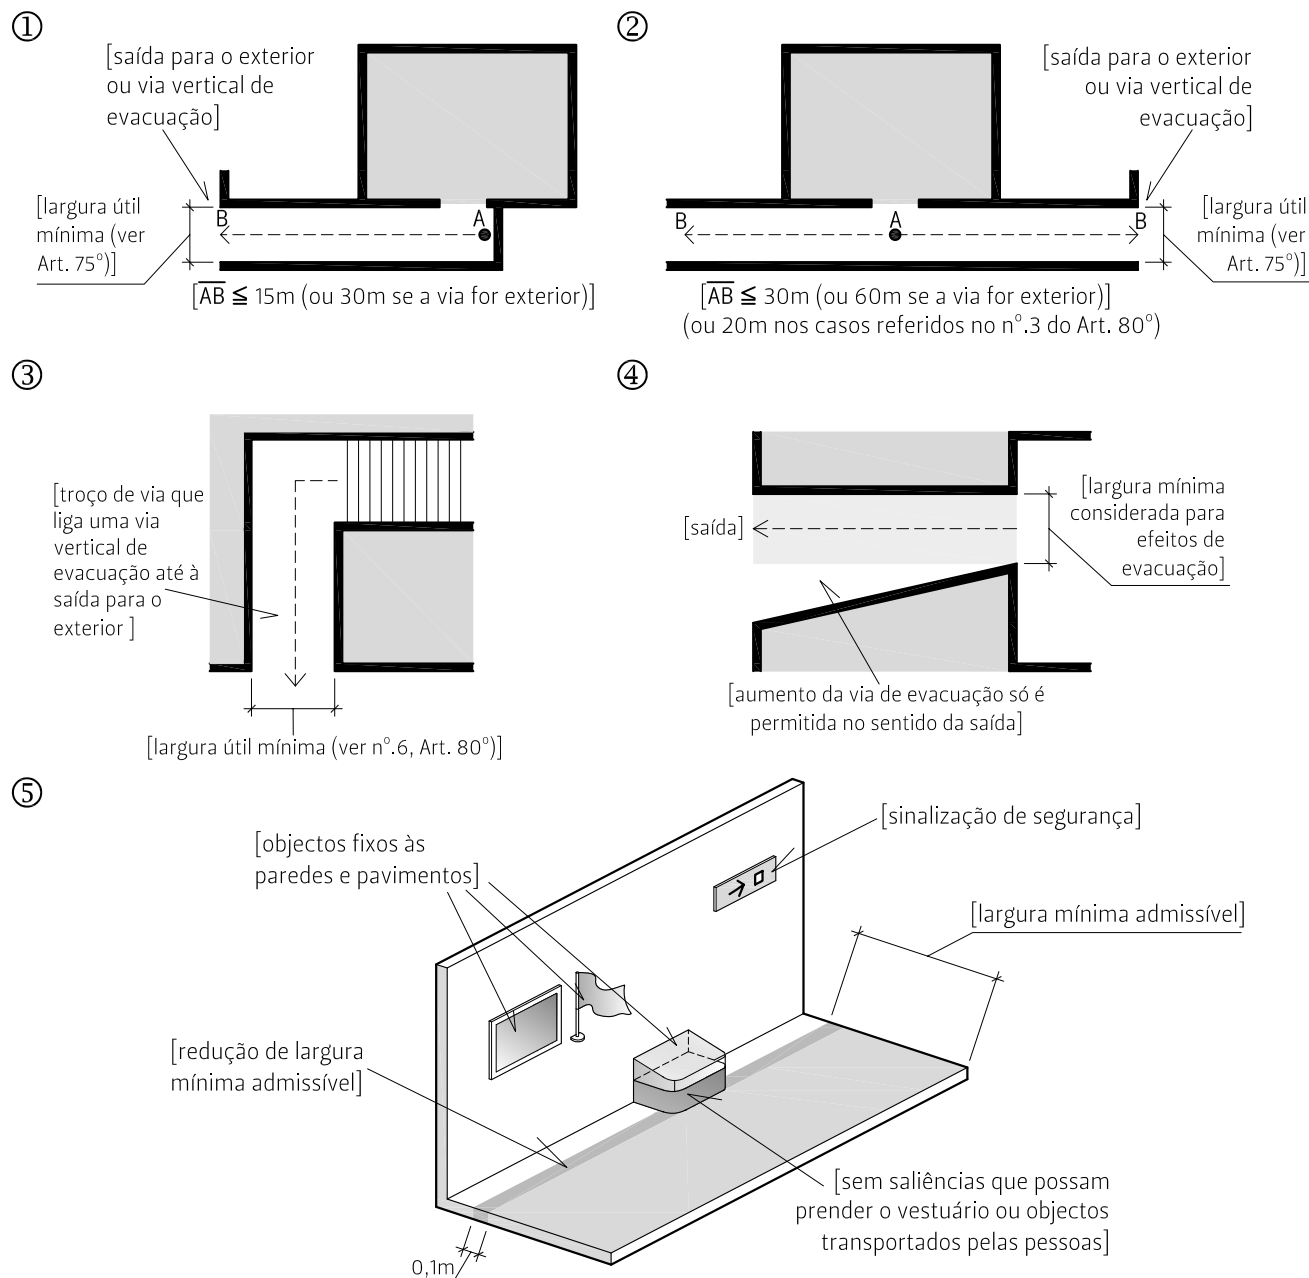 ①
[saída para o exterior
ou via vertical de
evacuação]
[largura útil
mínima (ver
Art. 75º)]
B
A
[AB ≦ 15m (ou 30m se a via for exterior)]
②
[saída para o exterior
ou via vertical de
evacuação]
B
A
B
[largura útil
mínima (ver
Art. 75º)]
[AB ≦ 30m (ou 60m se a via for exterior)]
(ou 20m nos casos referidos no nº.3 do Art. 80º)
③
[troço de via que
liga uma via
vertical de
evacuação até à
saída para o
exterior ]
[largura útil mínima (ver nº.6, Art. 80º)]
④
[saída]
[largura mínima
considerada para
efeitos de
evacuação]
[aumento da via de evacuação só é
permitida no sentido da saída]
⑤
[objectos fixos às
paredes e pavimentos]
[sinalização de segurança]
[largura mínima admissível]
[redução de largura
mínima admissível]
[sem saliências que possam
prender o vestuário ou objectos
transportados pelas pessoas]
0,1m